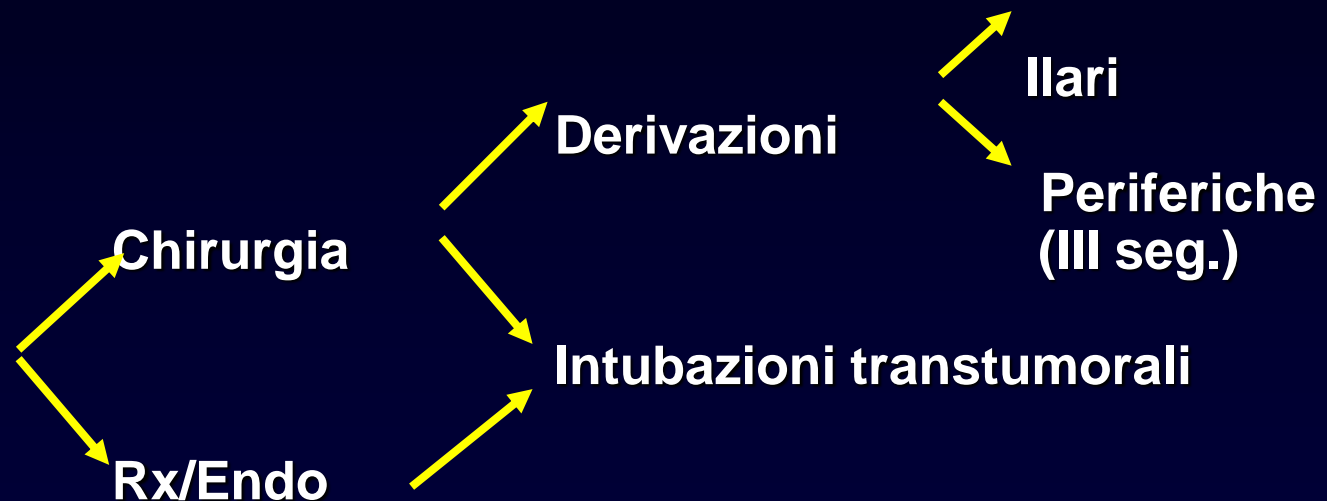 Ilari
Derivazioni
Periferiche
(III seg.)
Chirurgia
Intubazioni transtumorali
Rx/Endo